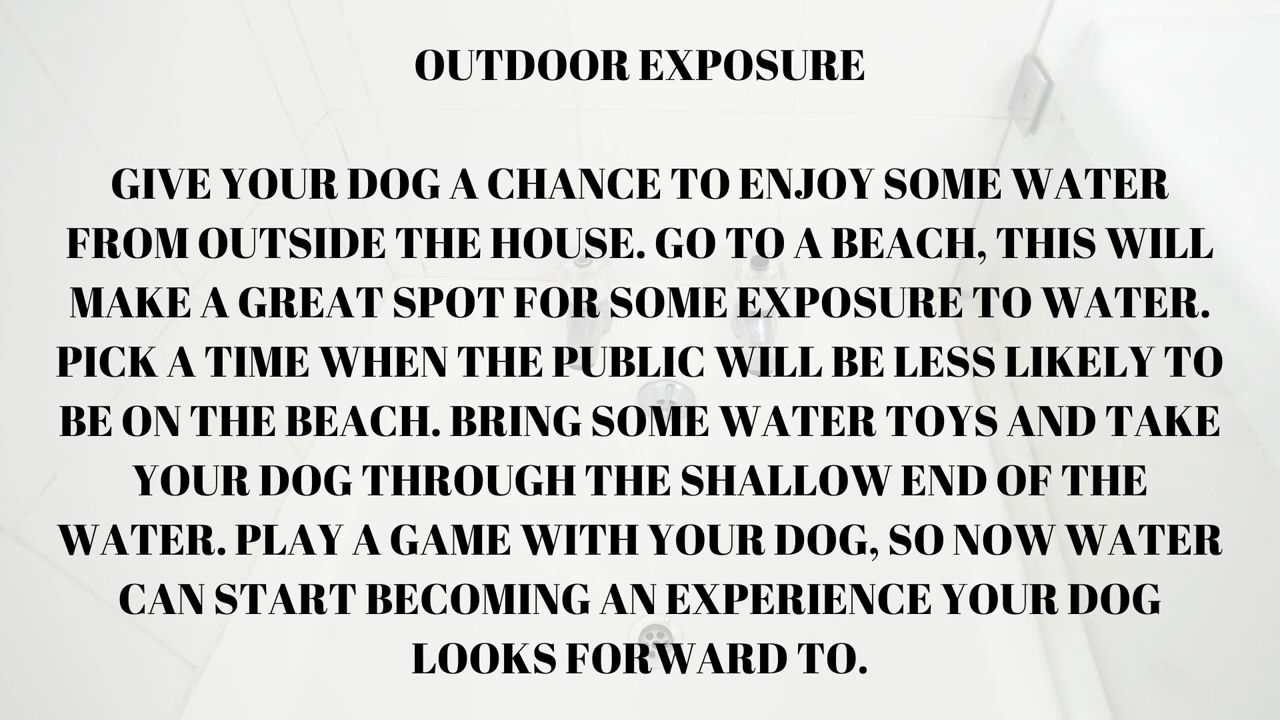 OUTDOOR EXPOSURE
GIVE YOUR DOG A CHANCE TO ENJOY SOME WATER
FROM OUTSIDE THE HOUSE. GO TO A BEACH, THIS WILL
MAKE A GREAT SPOT FOR SOME EXPOSURE TO WATER.
PICK A TIME WHEN THE PUBLIC WILL BE LESS LIKELY TO
BE ON THE BEACH. BRING SOME WATER TOYS AND TAKE
YOUR DOG THROUGH THE SHALLOW END OF THE
WATER. PLAY A GAME WITH YOUR DOG, SO NOW WATER
CAN START BECOMING AN EXPERIENCE YOUR DOG
LOOKS FORWARD TO.